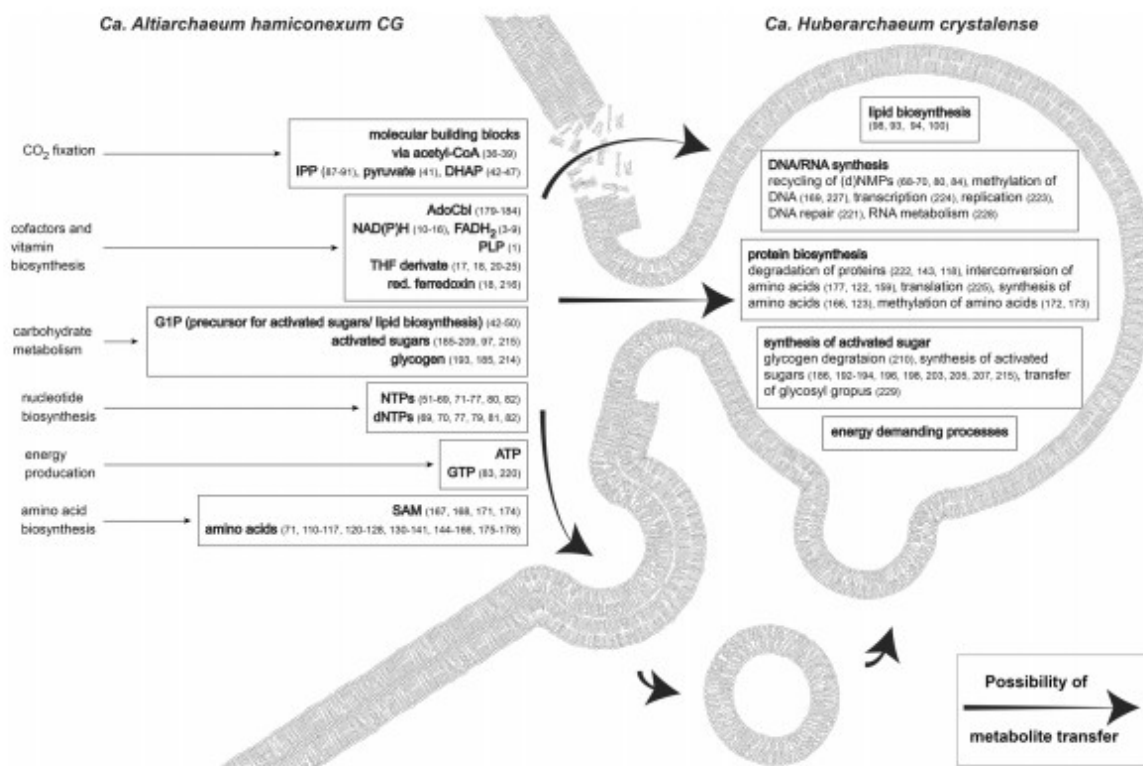 Ca. Altiarchaeum hamiconexum CG
Ca. Huberarchaeum crystalense
CO2 fixation
molecular building blocks
via acetyl-CoA (36-39)
IPP (87-91), pyruvate (41), DHAP (42-47)
cofactors and
vitamin
biosynthesis
AdoCbl (179-184)
NAD(P)H (10-16), FADH2 (3-9)
PLP (1)
THF derivate (17, 18, 20-25)
red. ferredoxin (18, 216)
carbohydrate
metabolism
G1P (precursor for activated sugars/ lipid biosynthesis) (42-50)
activated sugars (185-209, 97, 215)
glycogen (193, 185, 214)
nucleotide
biosynthesis
NTPs (51-69, 71-77, 80, 82)
dNTPs (69, 70, 77, 79, 81, 82)
energy
producation
ATP
GTP (83, 220)
amino acid
biosynthesis
SAM (167, 168, 171, 174)
amino acids (71, 110-117, 120-128, 130-141, 144-166, 175-178)
lipid biosynthesis
(98, 93, 94, 100)
DNA/RNA synthesis
recycling of (d)NMPs (68-70, 80, 84), methylation of
DNA (169, 227), transcription (224), replication (223),
DNA repair (221), RNA metabolism (228)
protein biosynthesis
degradation of proteins (222, 143, 118), interconversion of
amino acids (177, 122, 159), translation (225), synthesis of
amino acids (166, 123), methylation of amino acids (172, 173)
synthesis of activated sugar
glycogen degrataion (210), synthesis of activated
sugars (186, 192-194, 196, 198, 203, 205, 207, 215), transfer
of glycosyl gropus (229)
energy demanding processes
Possibility of
metabolite transfer